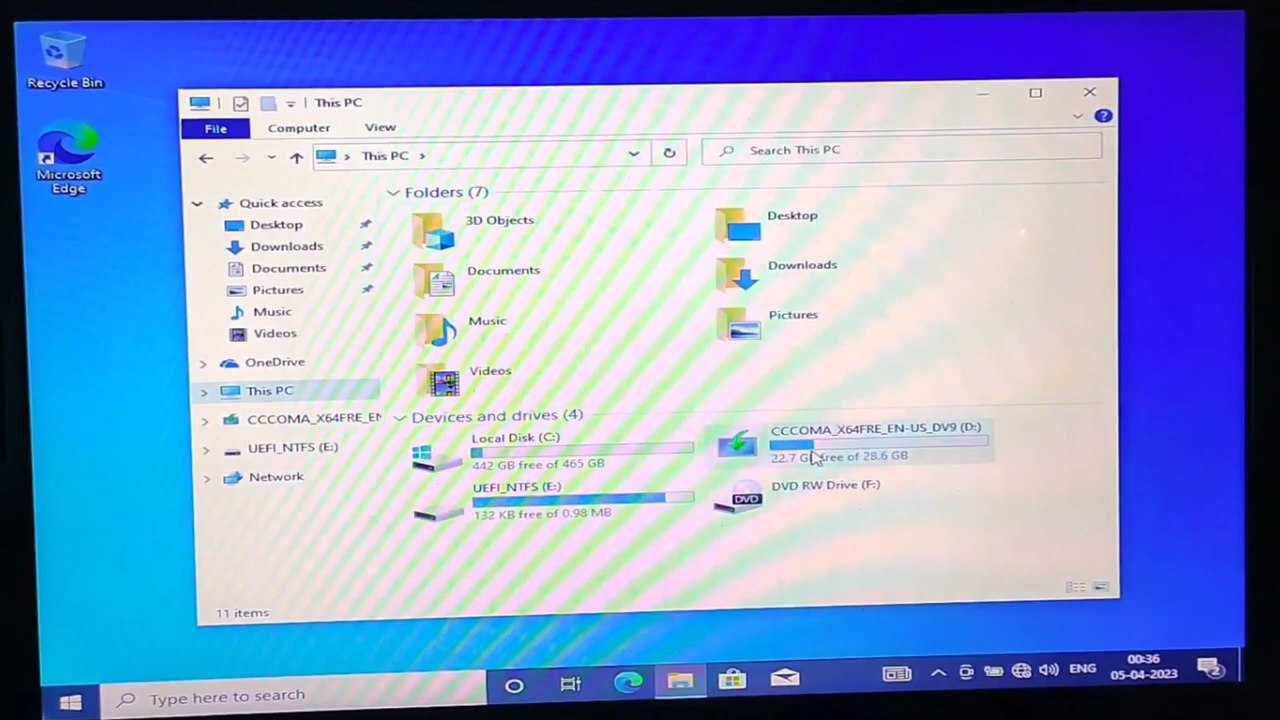 Recycle Bin
Microsoft
Edge
This PC
File Computer View
This PC
Search This PC
Quick access
Desktop
Downloads
Documents
Pictures
Music
Videos
OneDrive
This PC
CCCOMA_X64FRE_EN
UEFI_NTFS (E:)
Network
Folders (7)
3D Objects
Desktop
Documents
Downloads
Music
Pictures
Videos
Devices and drives (4)
Local Disk (C:)
442 GB free of 465 GB
CCCOMA_X64FRE_EN-US_DV9 (D:)
22.7 GB free of 28.6 GB
UEFI_NTFS (E:)
132 KB free of 0.98 MB
DVD
DVD RW Drive (F:)
11 items
Type here to search
ENG
00:36
05-04-2023
2